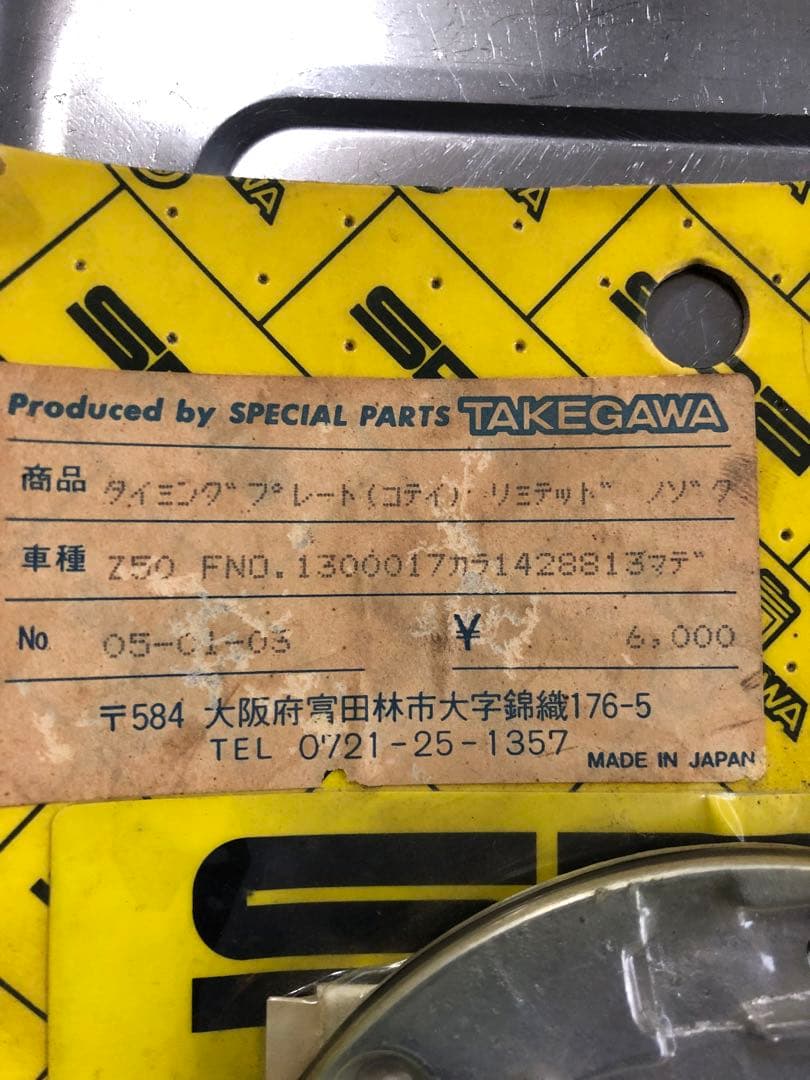 Produced by SPECIAL PARTS TAKEGAWA
商品 タイミングプレート(コテイ) リミテッド ノゾク
車種 Z50 FNO.1300017カラ1428813マデ
No 05-01-03 ¥ 6,000
〒584 大阪府富田林市大字錦織176-5
TEL 0721-25-1357
MADE IN JAPAN